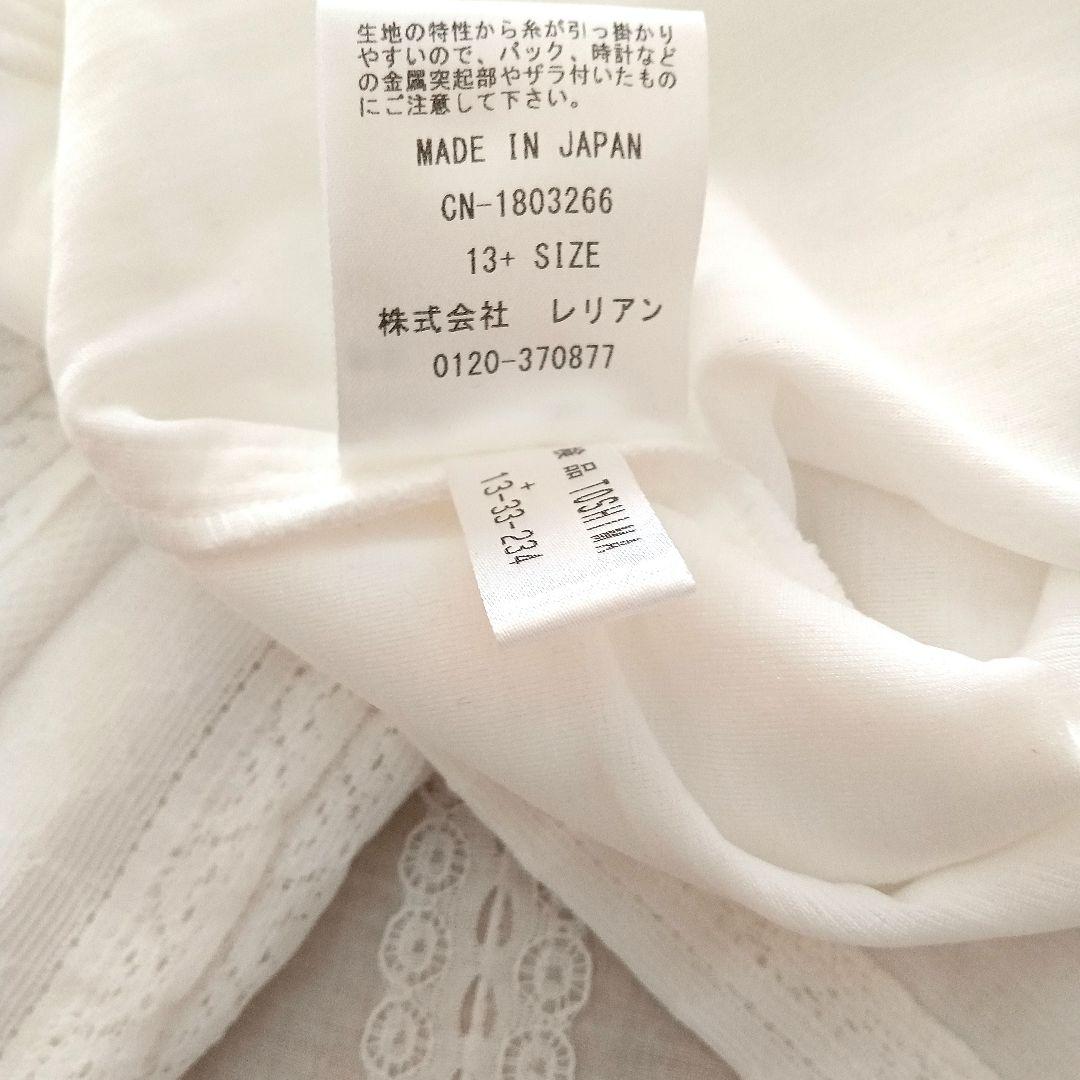 生地の特性から糸が引っ掛かり
やすいので、バック、時計など
の金属突起部やザラ付いたもの
にご注意して下さい。
MADE IN JAPAN
CN-1803266
13+ SIZE
株式会社　レリアン
0120-370877
検品 TOSHIMA
13+-33-234